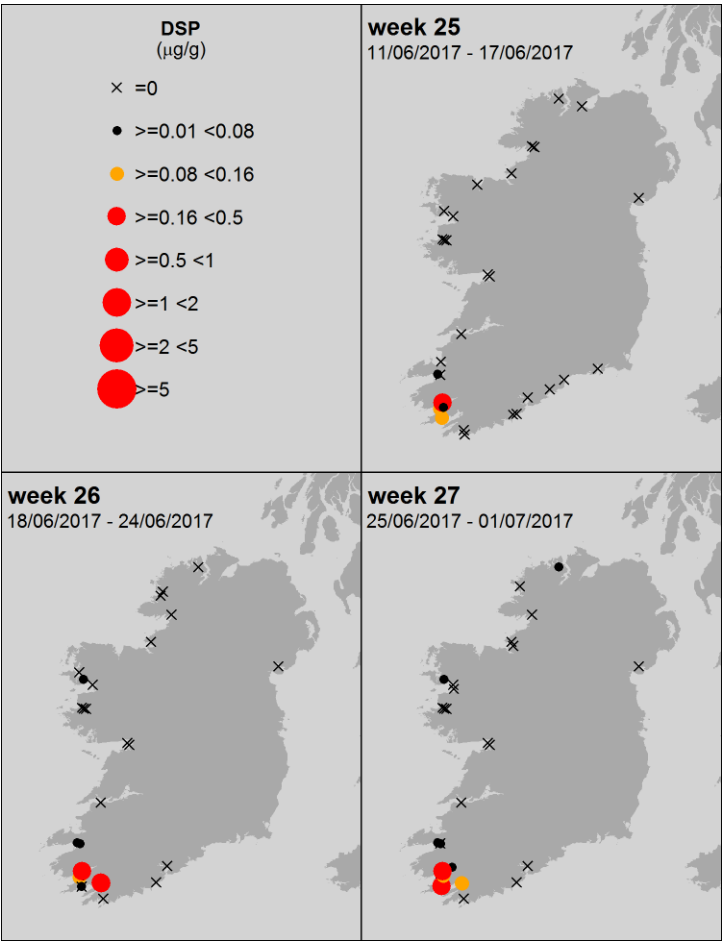 DSP
(µg/g)
=0
>=0.01 <0.08
>=0.08 <0.16
>=0.16 <0.5
>=0.5 <1
>=1 <2
>=2 <5
>=5
week 25
11/06/2017 - 17/06/2017
week 26
18/06/2017 - 24/06/2017
week 27
25/06/2017 - 01/07/2017